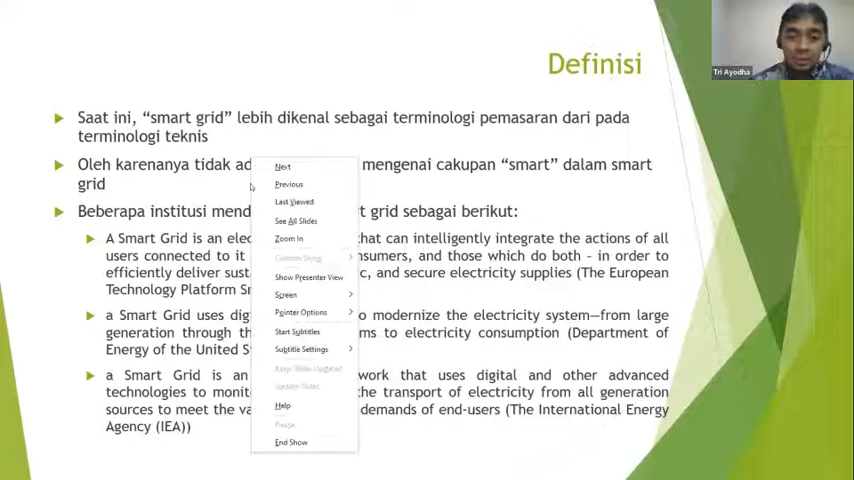 Definisi
Tri Ayodha
Saat ini, “smart grid” lebih dikenal sebagai terminologi pemasaran dari pada
terminologi teknis
Oleh karenanya tidak ad mengenai cakupan “smart” dalam smart
grid
Beberapa institusi mend t grid sebagai berikut:
A Smart Grid is an elec that can intelligently integrate the actions of all
users connected to it nsumers, and those which do both – in order to
efficiently deliver sust c, and secure electricity supplies (The European
Technology Platform Sm
a Smart Grid uses digi o modernize the electricity system—from large
generation through th ms to electricity consumption (Department of
Energy of the United S
a Smart Grid is an work that uses digital and other advanced
technologies to monit the transport of electricity from all generation
sources to meet the va demands of end-users (The International Energy
Agency (IEA))
Next
Previous
Last Viewed
See All Slides
Zoom In
Custom Show
Show Presenter View
Screen
Pointer Options
Start Subtitles
Subtitle Settings
Keep Slides Updated
Update Slides
Help
Pause
End Show